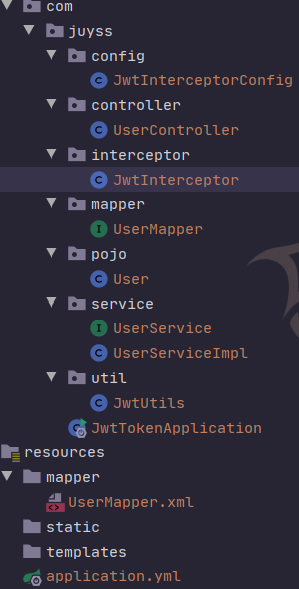 com
juyss
config
C JwtInterceptorConfig
controller
C UserController
interceptor
C JwtInterceptor
mapper
I UserMapper
pojo
C User
service
I UserService
C UserServiceImpl
util
C JwtUtils
C JwtTokenApplication
resources
mapper
UserMapper.xml
static
templates
application.yml